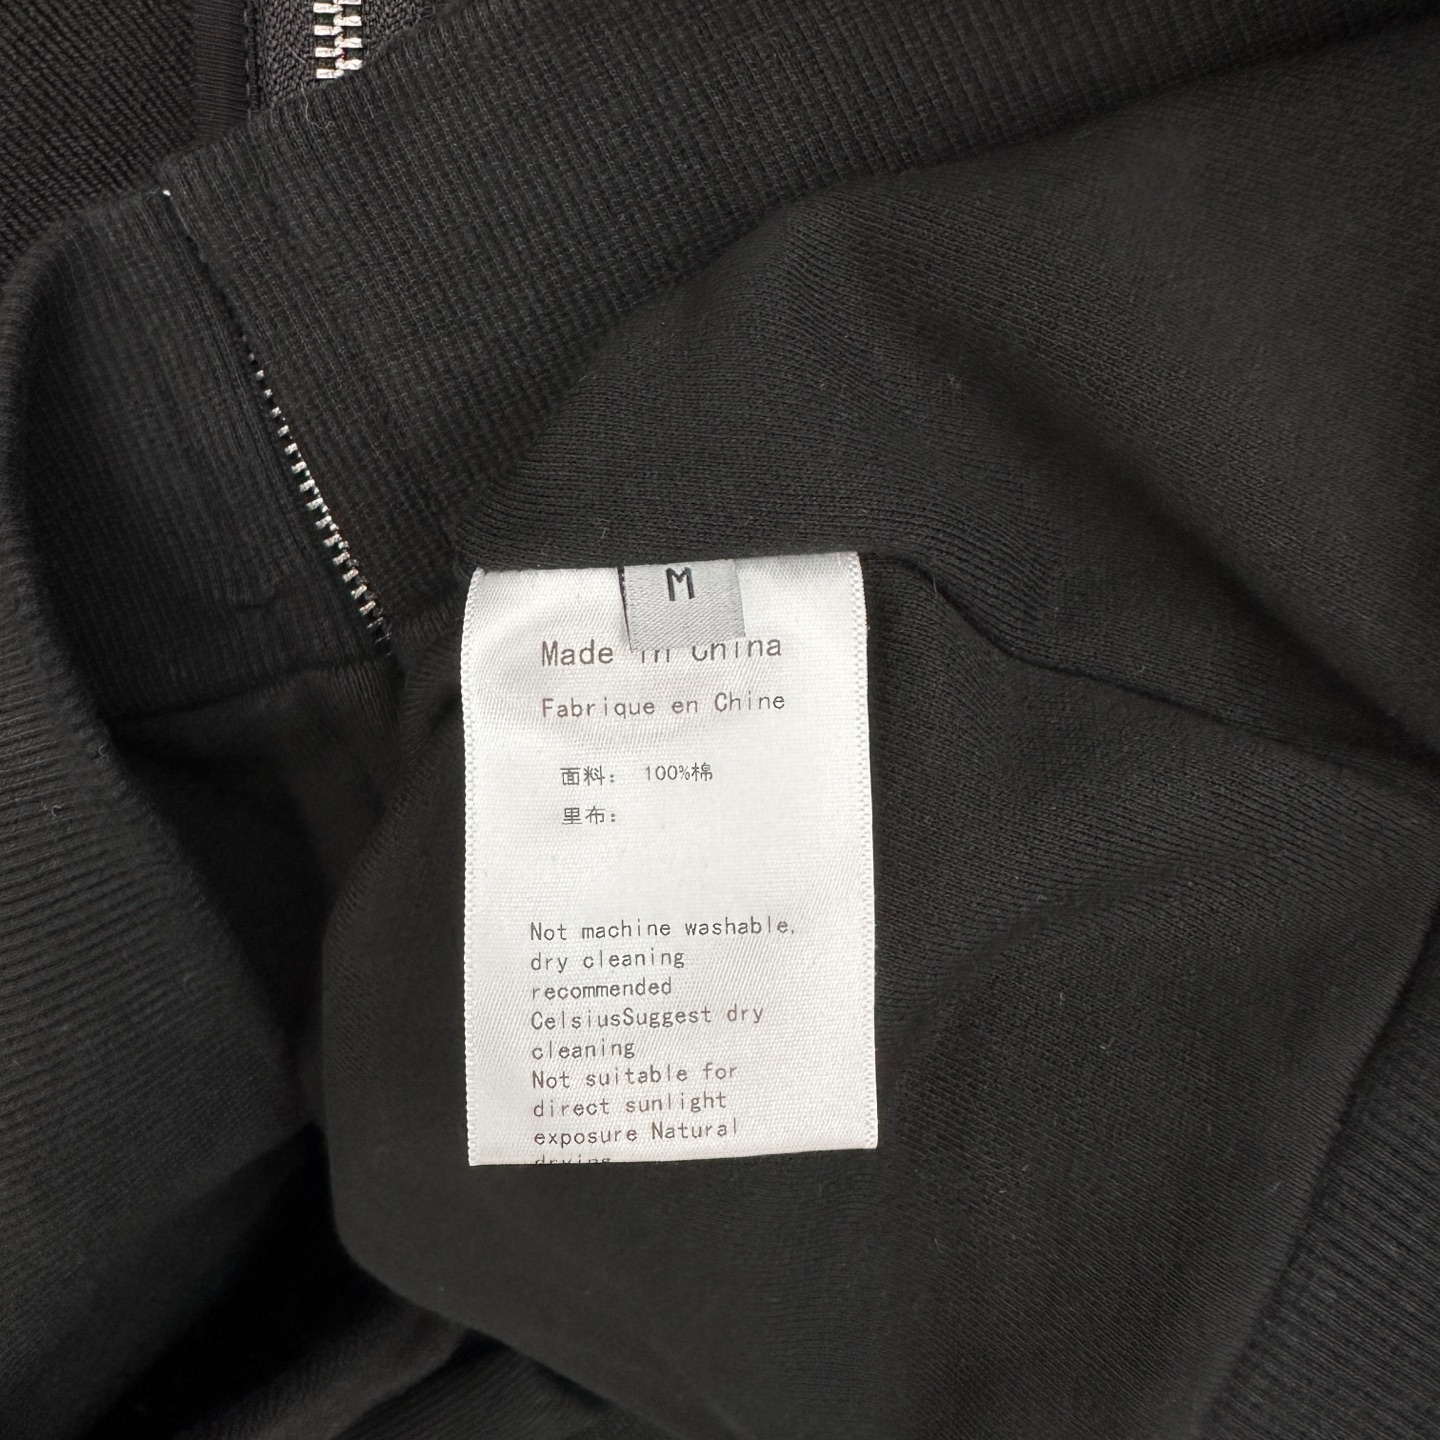 M
Made in China
Fabrique en Chine
面料： 100%棉
里布：
Not machine washable,
dry cleaning
recommended
CelsiusSuggest dry
cleaning
Not suitable for
direct sunlight
exposure Natural
drying